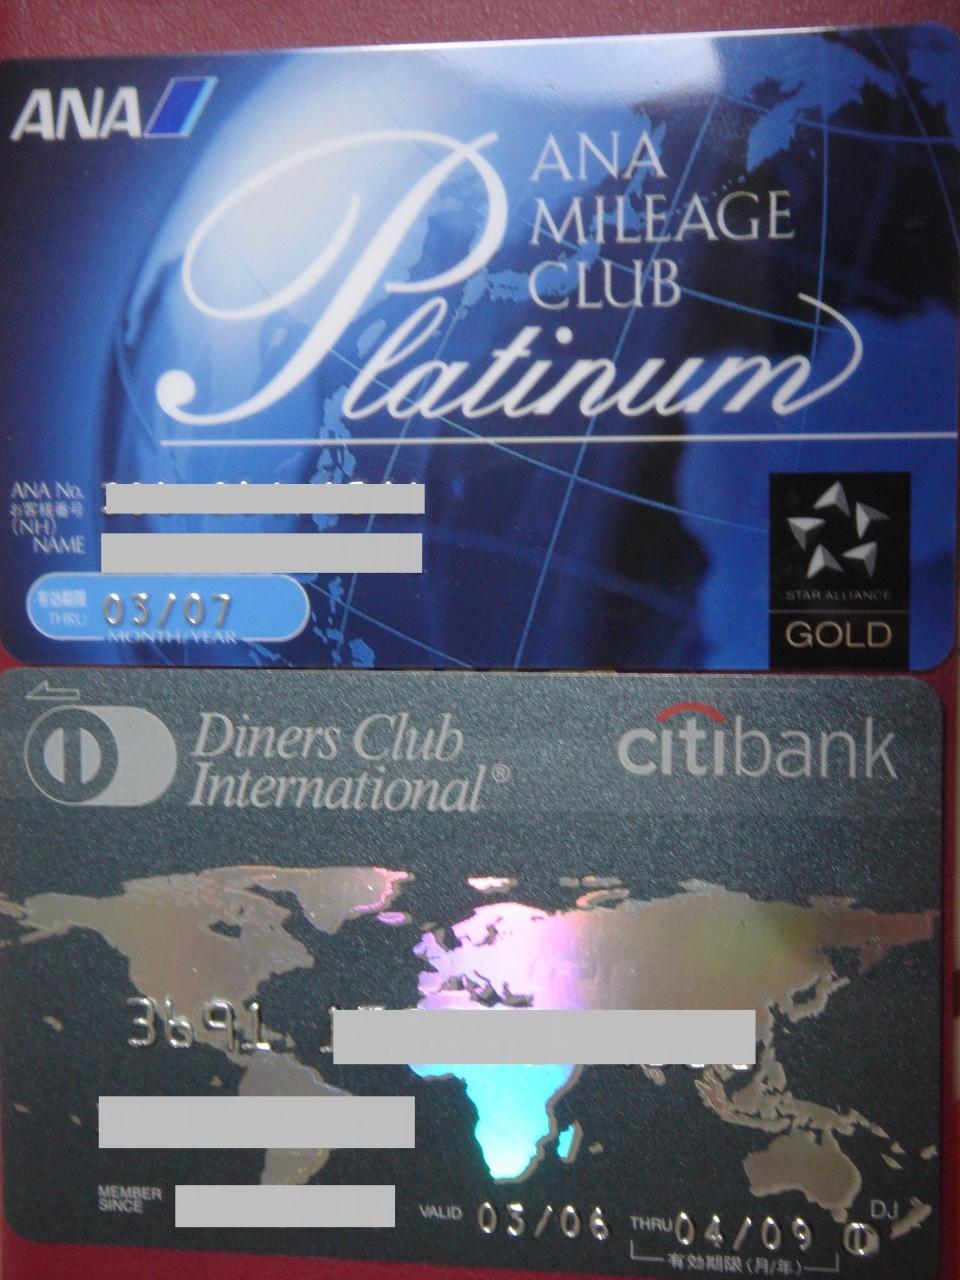 ANA
ANA
MILEAGE
CLUB
Platinum
ANA No.
お客様番号
(NH)
NAME
有効期限
THRU
03/07
MONTH/YEAR
STAR ALLIANCE
GOLD
Diners Club
International®
citibank
3691
MEMBER
SINCE
VALID 03/06 THRU 04/09
DJ
有効期限(月/年)